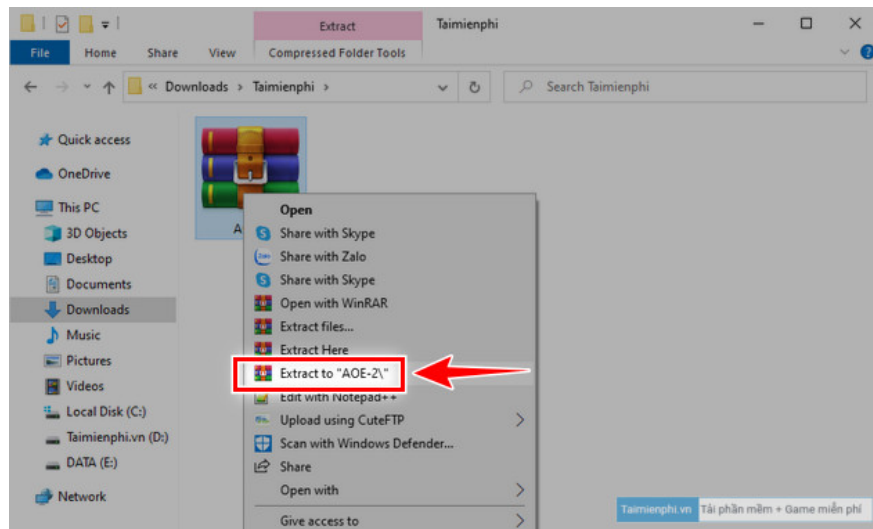 Extract
Taimienphi
File Home Share View Compressed Folder Tools
« Downloads › Taimienphi ›
Search Taimienphi
Quick access
OneDrive
This PC
3D Objects
Desktop
Documents
Downloads
Music
Pictures
Videos
Local Disk (C:)
Taimienphi.vn (D:)
DATA (E:)
Network
A
Open
Share with Skype
Share with Zalo
Share with Skype
Open with WinRAR
Extract files...
Extract Here
Extract to "AOE-2\"
Edit with Notepad++
Upload using CuteFTP
Scan with Windows Defender...
Share
Open with
Give access to
Taimienphi.vn Tải phần mềm + Game miễn phí